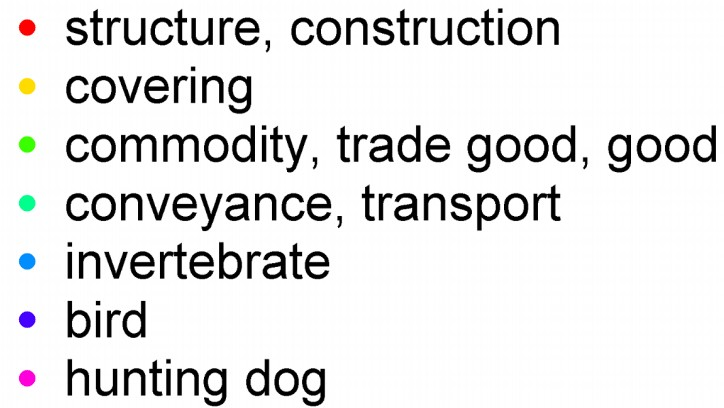 structure, construction
covering
commodity, trade good, good
conveyance, transport
invertebrate
bird
hunting dog